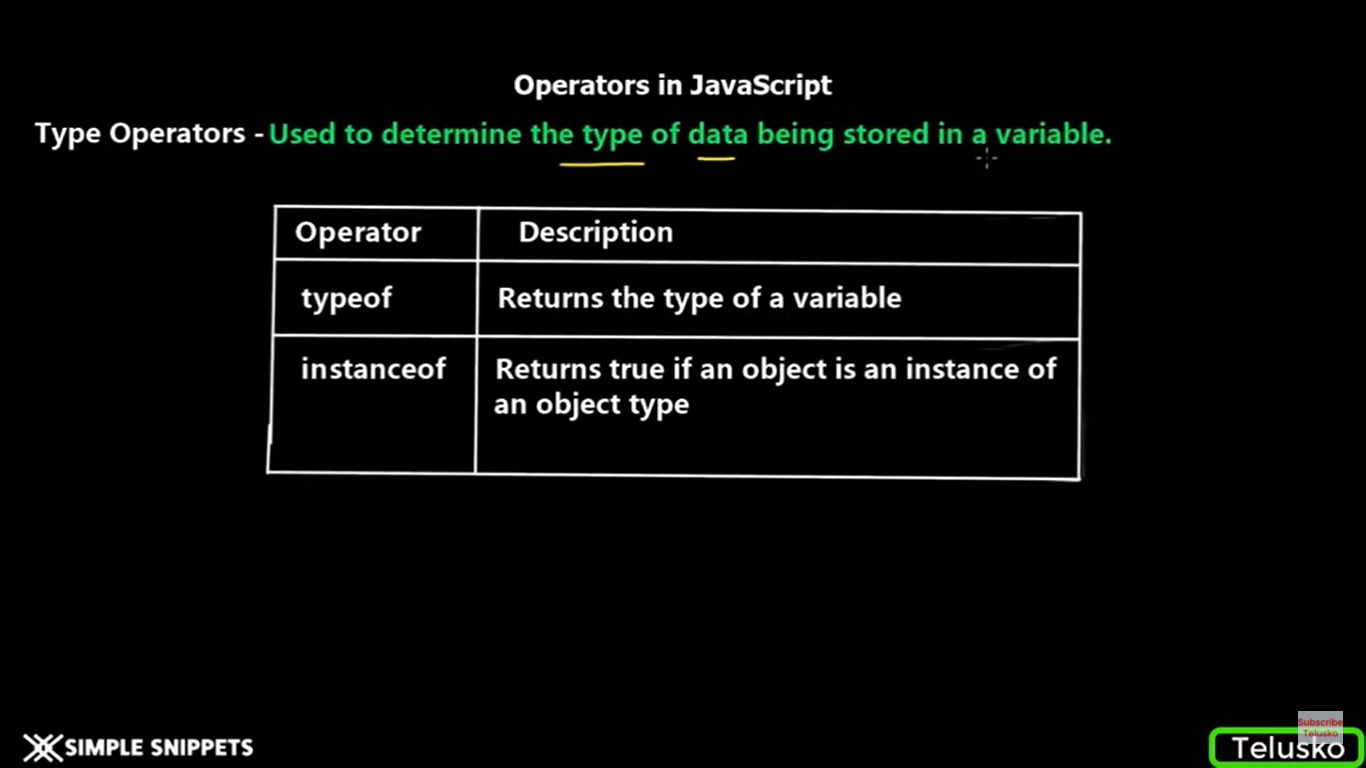 Operators in JavaScript
Type Operators - Used to determine the type of data being stored in a variable.
Operator Description
typeof Returns the type of a variable
instanceof Returns true if an object is an instance of
an object type
SIMPLE SNIPPETS
Subscribe
Telusko
Telusko